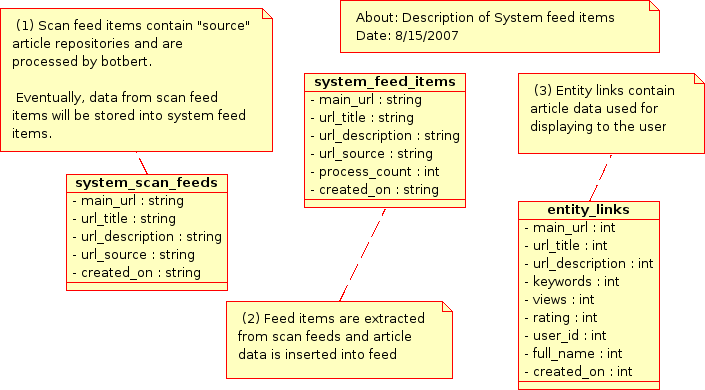 (1) Scan feed items contain "source"
article repositories and are
processed by botbert.
Eventually, data from scan feed
items will be stored into system feed
items.
About: Description of System feed items
Date: 8/15/2007
system_feed_items
- main_url : string
- url_title : string
- url_description : string
- url_source : string
- process_count : int
- created_on : string
(3) Entity links contain
article data used for
displaying to the user
system_scan_feeds
- main_url : string
- url_title : string
- url_description : string
- url_source : string
- created_on : string
entity_links
- main_url : int
- url_title : int
- url_description : int
- keywords : int
- views : int
- rating : int
- user_id : int
- full_name : int
- created_on : int
(2) Feed items are extracted
from scan feeds and article
data is inserted into feed